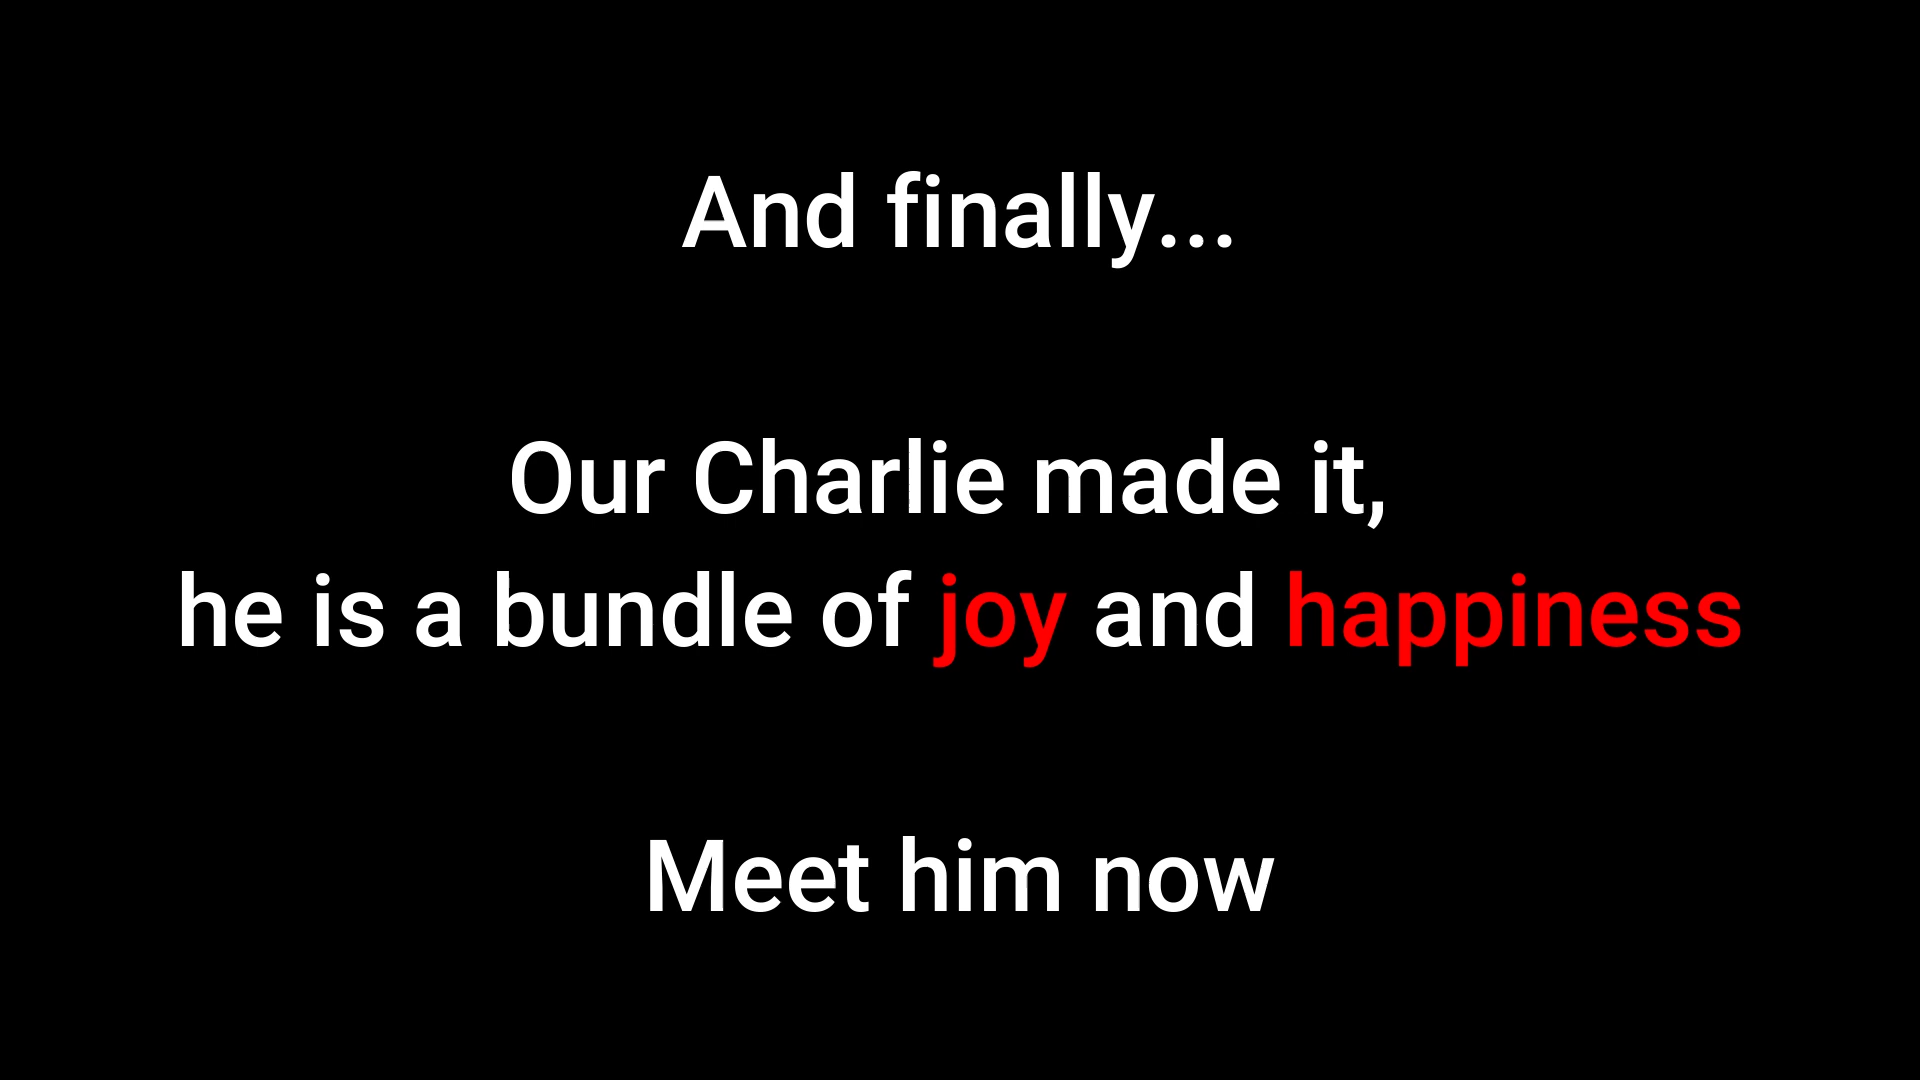 And finally...
Our Charlie made it,
he is a bundle of joy and happiness
Meet him now